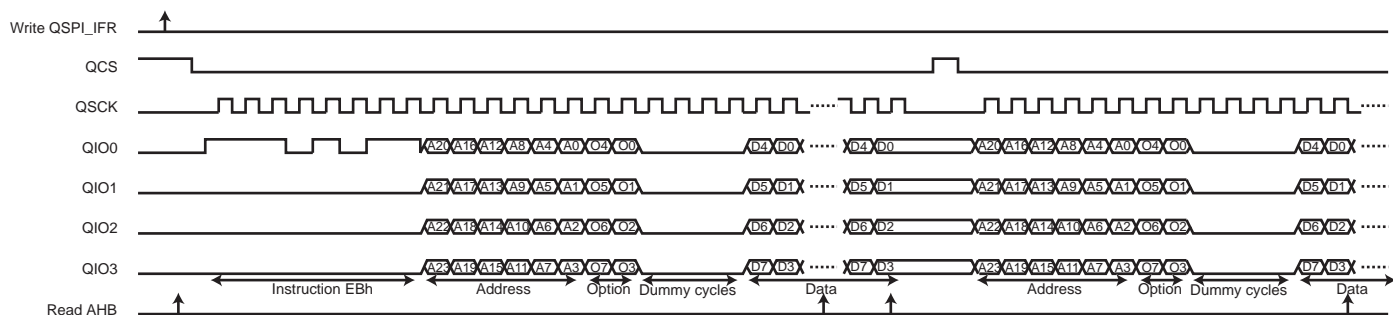 Write QSPI_IFR
QCS
QSCK
QIO0 A20 A16 A12 A8 A4 A0 O4 O0 D4 D0 D4 D0 A20 A16 A12 A8 A4 A0 O4 O0 D4 D0
QIO1 A21 A17 A13 A9 A5 A1 O5 O1 D5 D1 D5 D1 A21 A17 A13 A9 A5 A1 O5 O1 D5 D1
QIO2 A22 A18 A14 A10 A6 A2 O6 O2 D6 D2 D6 D2 A22 A18 A14 A10 A6 A2 O6 O2 D6 D2
QIO3 A23 A19 A15 A11 A7 A3 O7 O3 D7 D3 D7 D3 A23 A19 A15 A11 A7 A3 O7 O3 D7 D3
Instruction EBh Address Option Dummy cycles Data Address Option Dummy cycles Data
Read AHB